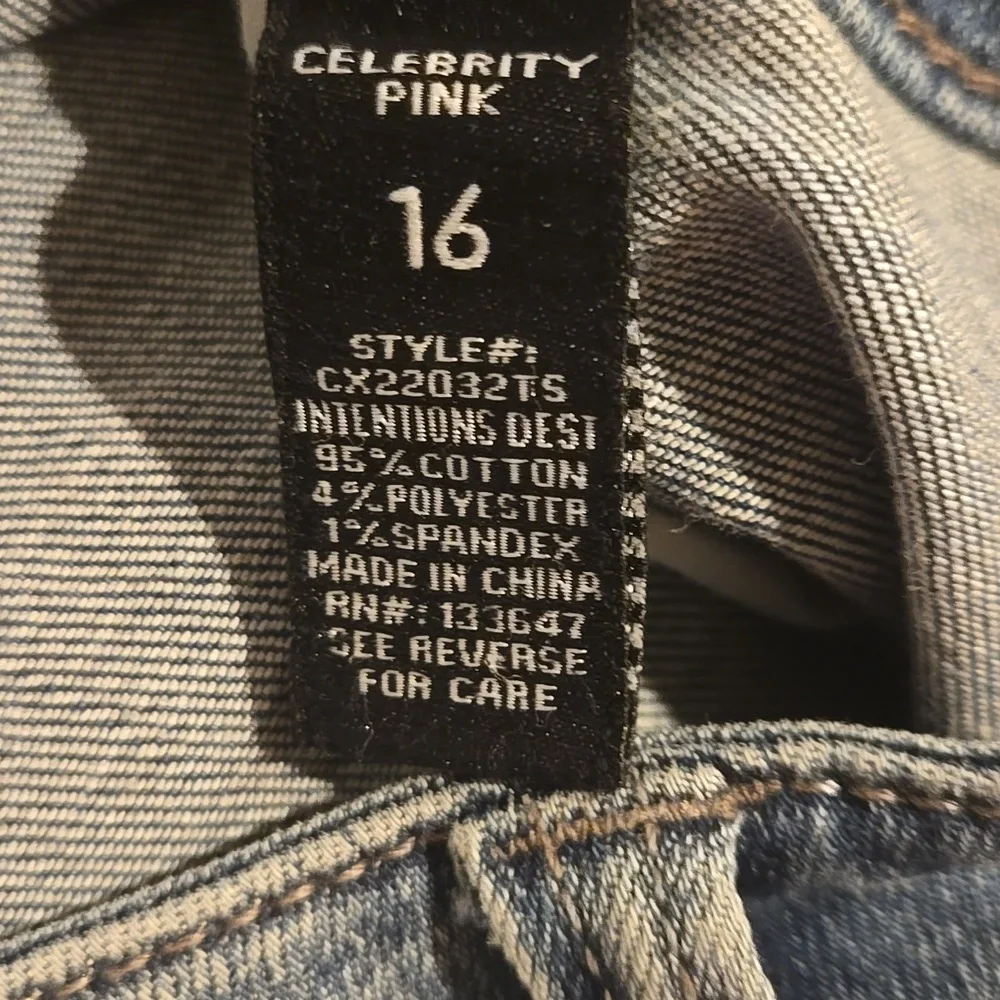 CELEBRITY
PINK
16
STYLE#:
CX22032TS
INTENTIONS DEST
95%COTTON
4%POLYESTER
1%SPANDEX
MADE IN CHINA
RN#:133647
SEE REVERSE
FOR CARE